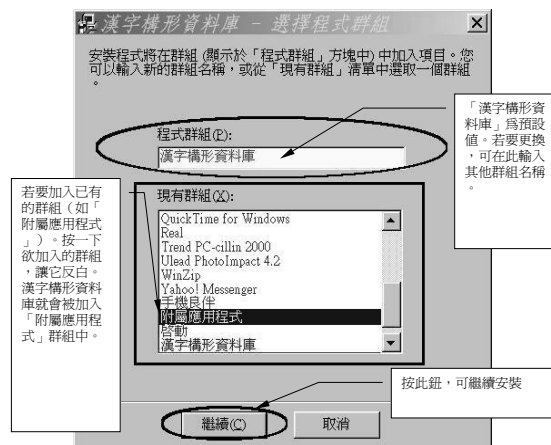 漢字構形資料庫 - 選擇程式群組
安裝程式將在群組 (顯示於「程式群組」方塊中) 中加入項目。您
可以輸入新的群組名稱，或從「現有群組」清單中選取一個群組
。
程式群組(P):
漢字構形資料庫
「漢字構形資
料庫」為預設
值。若要更換
，可在此輸入
其他群組名稱
。
現有群組(X):
QuickTime for Windows
Real
Trend PC-cillin 2000
Ulead PhotoImpact 4.2
WinZip
Yahoo! Messenger
手機良伴
附屬應用程式
啓動
漢字構形資料庫
若要加入已有
的群組（如「
附屬應用程式
」）。按一下
欲加入的群組
，讓它反白。
漢字構形資料
庫就會被加入
「附屬應用程
式」群組中。
按此鈕，可繼續安裝
繼續(C)
取消